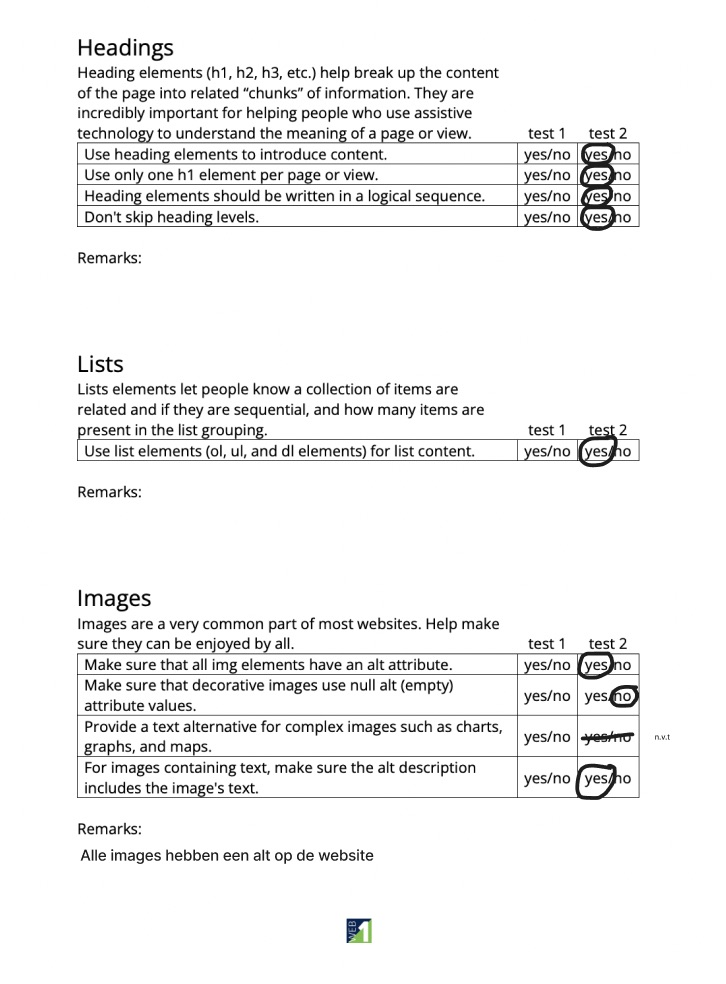 Headings
Heading elements (h1, h2, h3, etc.) help break up the content
of the page into related “chunks” of information. They are
incredibly important for helping people who use assistive
technology to understand the meaning of a page or view. test 1 test 2
Use heading elements to introduce content. yes/no yes/no
Use only one h1 element per page or view. yes/no yes/no
Heading elements should be written in a logical sequence. yes/no yes/no
Don't skip heading levels. yes/no yes/no
Remarks:
Lists
Lists elements let people know a collection of items are
related and if they are sequential, and how many items are
present in the list grouping. test 1 test 2
Use list elements (ol, ul, and dl elements) for list content. yes/no yes/no
Remarks:
Images
Images are a very common part of most websites. Help make
sure they can be enjoyed by all. test 1 test 2
Make sure that all img elements have an alt attribute. yes/no yes/no
Make sure that decorative images use null alt (empty)
attribute values. yes/no yes/no
Provide a text alternative for complex images such as charts,
graphs, and maps. yes/no yes/no n.v.t
For images containing text, make sure the alt description
includes the image's text. yes/no yes/no
Remarks:
Alle images hebben een alt op de website
WEB 1